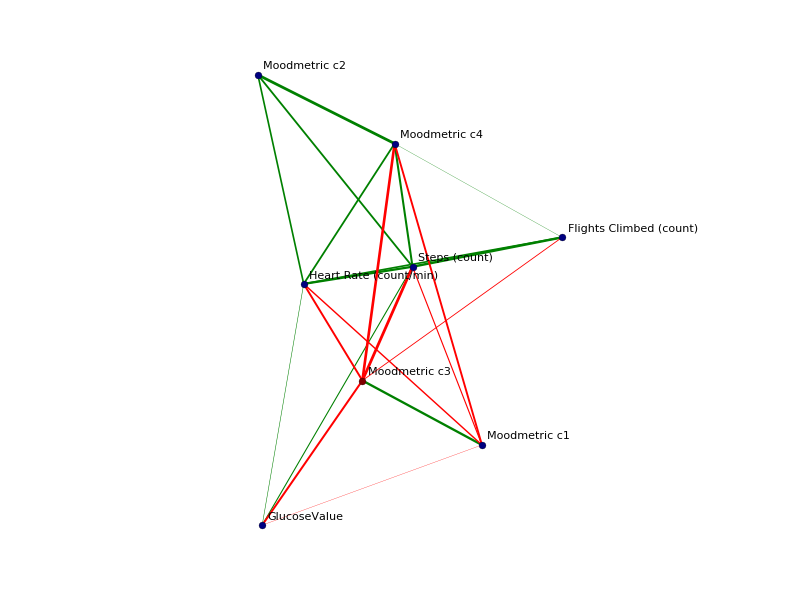 Moodmetric c2
Moodmetric c4
Flights Climbed (count)
Steps (count)
Heart Rate (count/min)
Moodmetric c3
Moodmetric c1
GlucoseValue